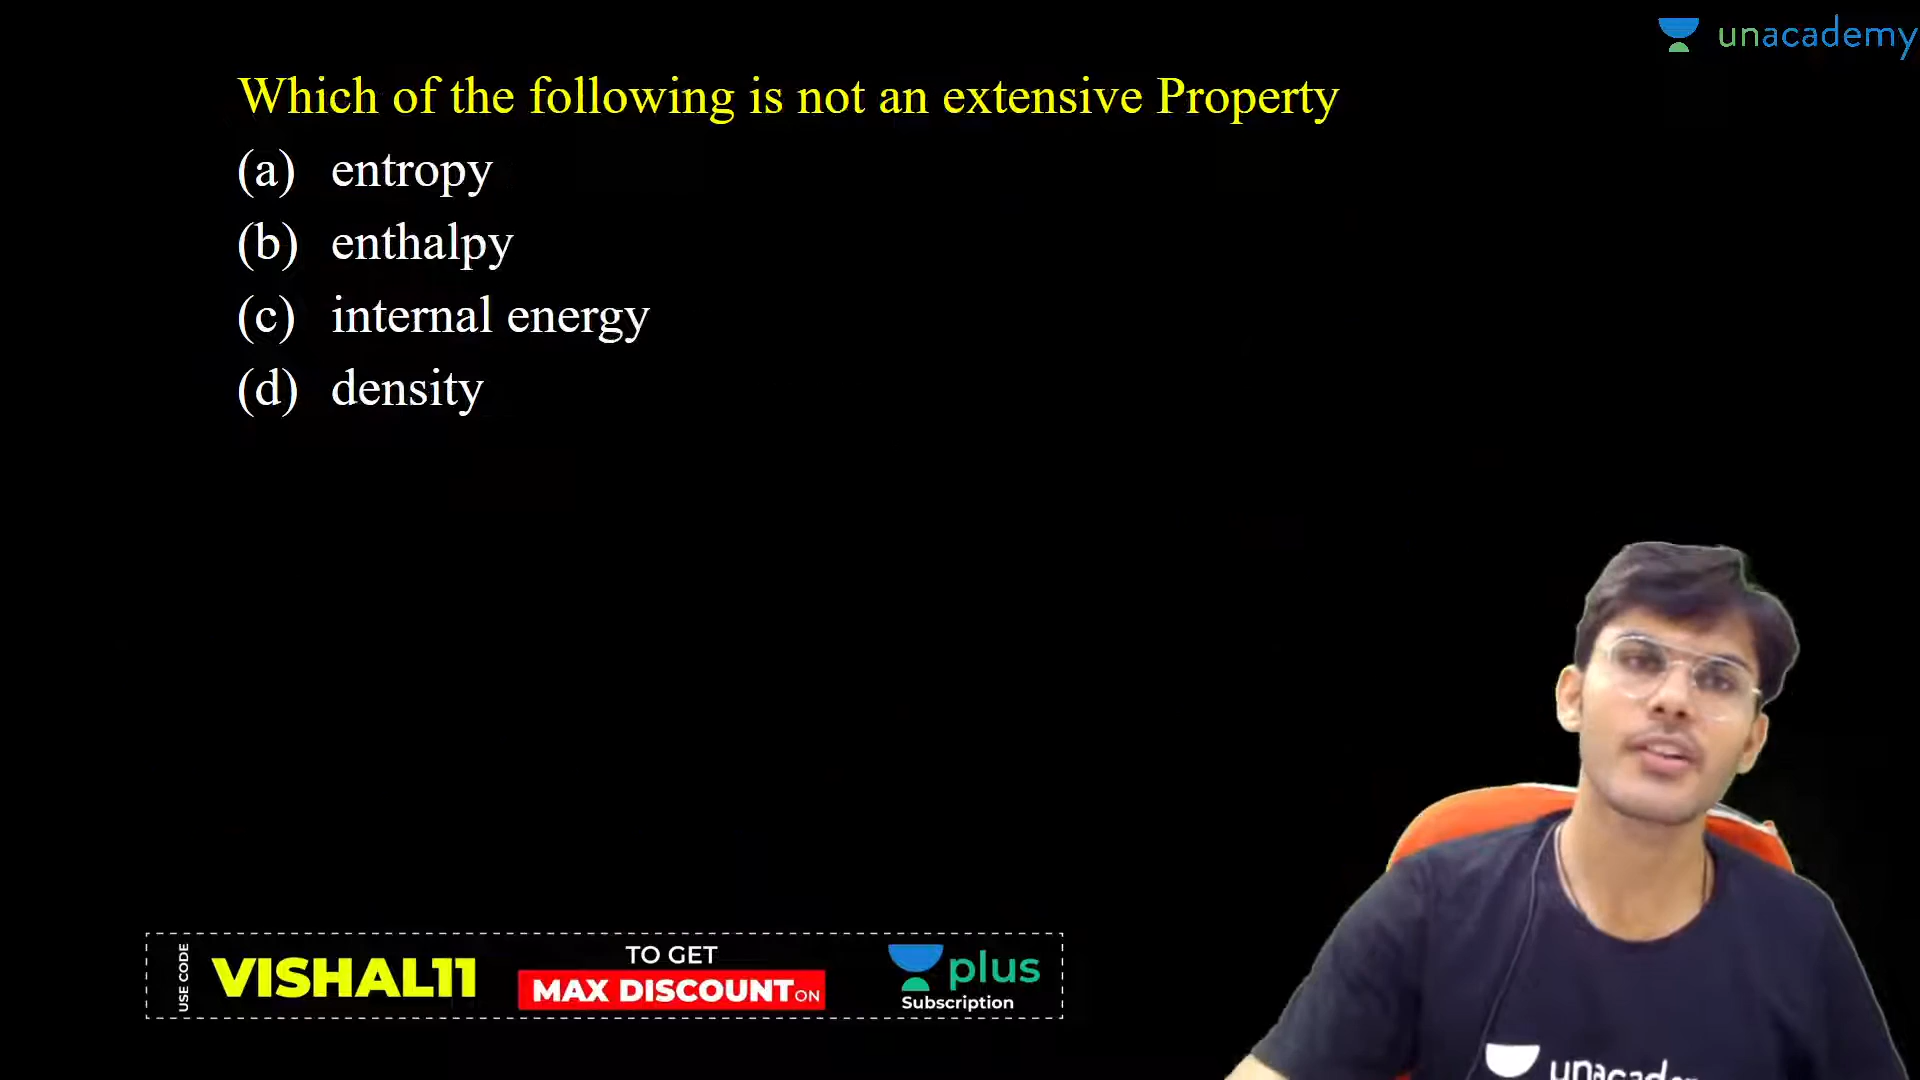 unacademy
Which of the following is not an extensive Property
(a) entropy
(b) enthalpy
(c) internal energy
(d) density
USE CODE
VISHAL11
TO GET
MAX DISCOUNT ON
plus
Subscription